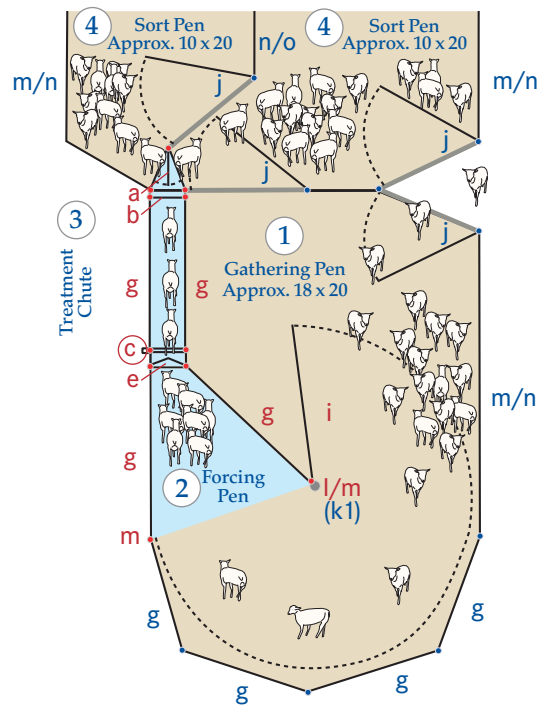 4
Sort Pen
Approx. 10 x 20
n/o
4
Sort Pen
Approx. 10 x 20
m/n
m/n
j
j
j
a
b
3
Treatment
Chute
1
Gathering Pen
Approx. 18 x 20
j
g
g
c
e
g
i
m/n
g
2
Forcing
Pen
l/m
(k1)
m
g
g
g
g